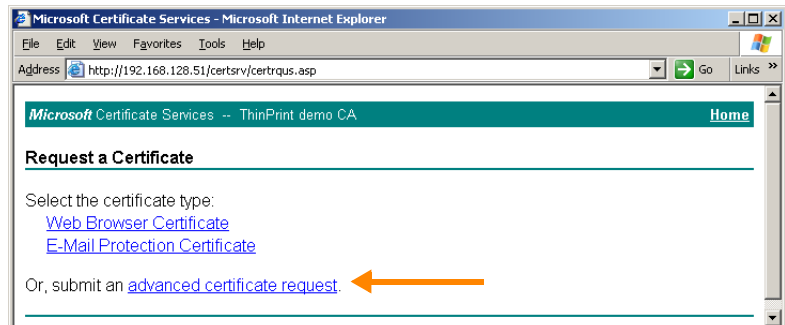 Microsoft Certificate Services - Microsoft Internet Explorer
File Edit View Favorites Tools Help
Address http://192.168.128.51/certsrv/certrqus.asp Go Links »
Microsoft Certificate Services -- ThinPrint demo CA Home
Request a Certificate
Select the certificate type:
Web Browser Certificate
E-Mail Protection Certificate
Or, submit an advanced certificate request.